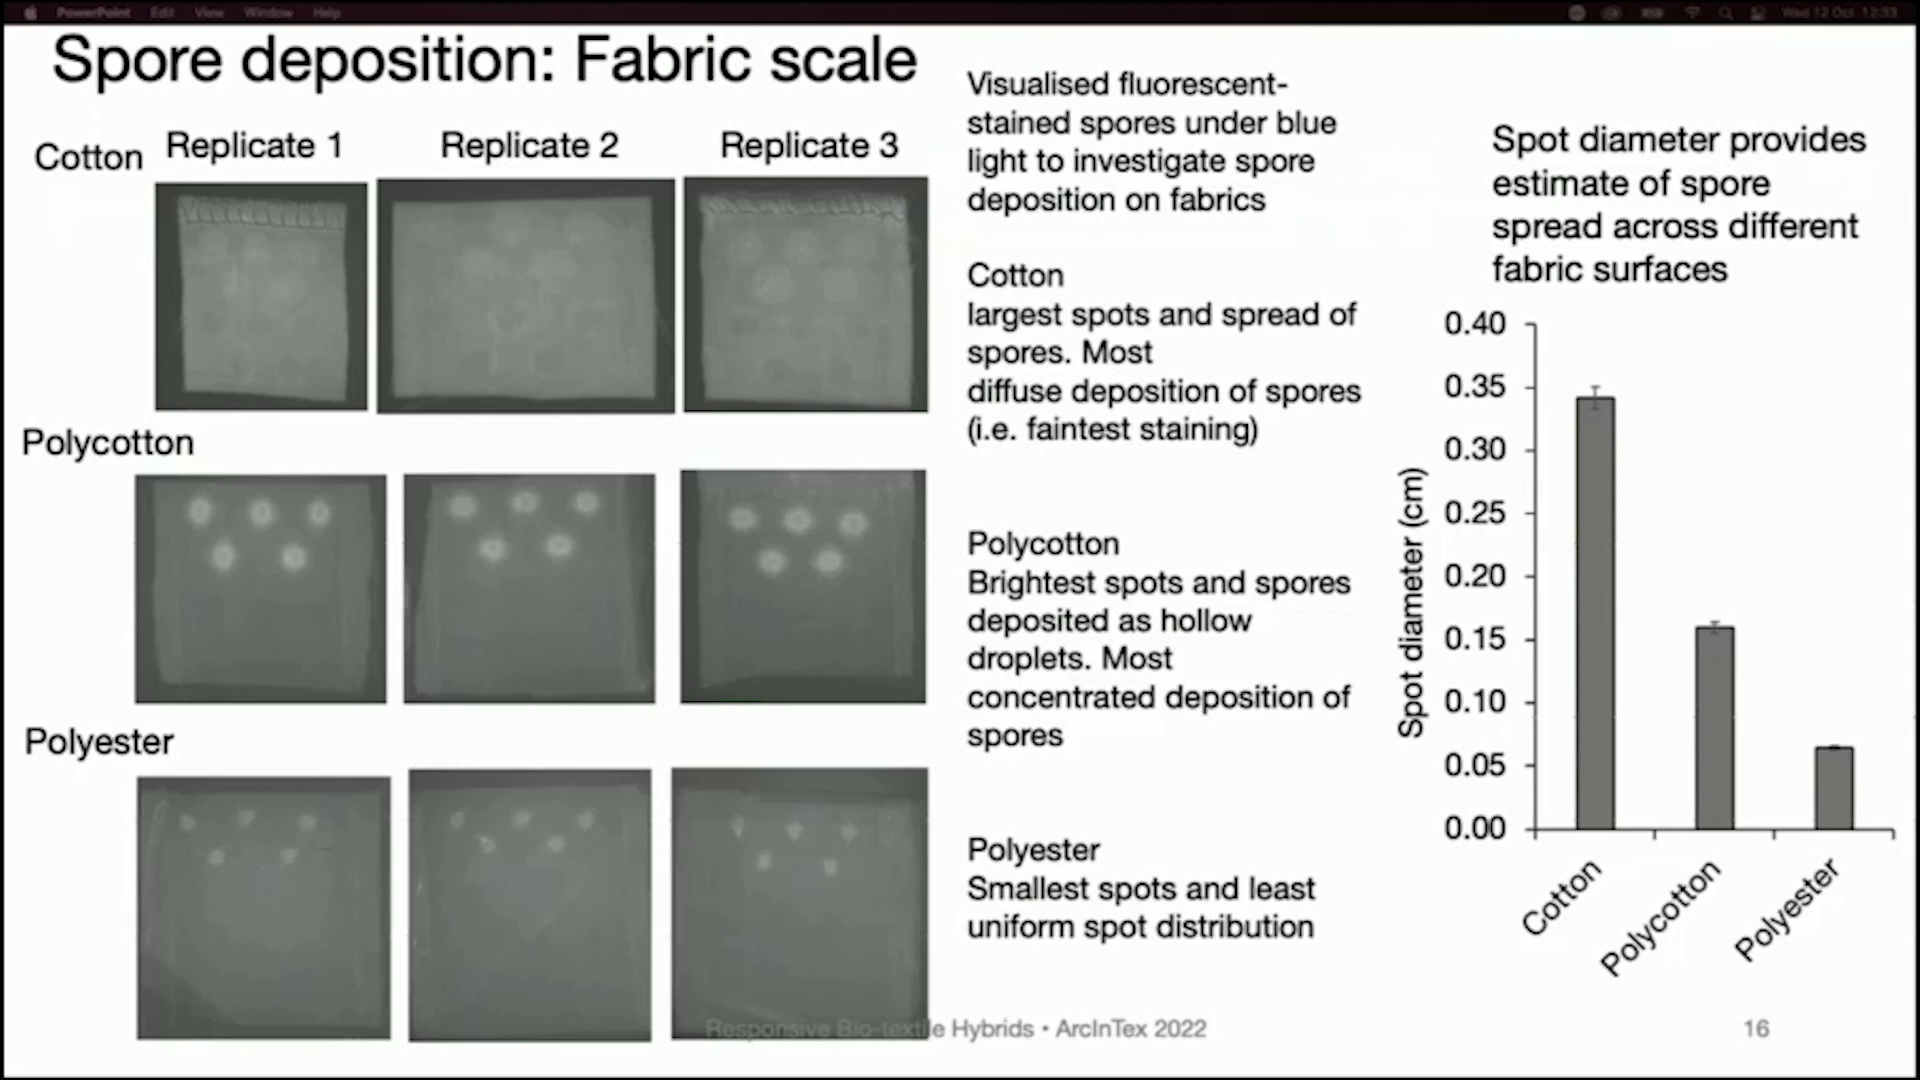 PowerPoint Edit View Window Help
Wed 12 Oct 12:33
Spore deposition: Fabric scale
Replicate 1 Replicate 2 Replicate 3
Cotton
Polycotton
Polyester
Visualised fluorescent-
stained spores under blue
light to investigate spore
deposition on fabrics
Cotton
largest spots and spread of
spores. Most
diffuse deposition of spores
(i.e. faintest staining)
Polycotton
Brightest spots and spores
deposited as hollow
droplets. Most
concentrated deposition of
spores
Polyester
Smallest spots and least
uniform spot distribution
Spot diameter provides
estimate of spore
spread across different
fabric surfaces
Spot diameter (cm)
0.40
0.35
0.30
0.25
0.20
0.15
0.10
0.05
0.00
Cotton
Polycotton
Polyester
Responsive Bio-textile Hybrids • ArcInTex 2022
16